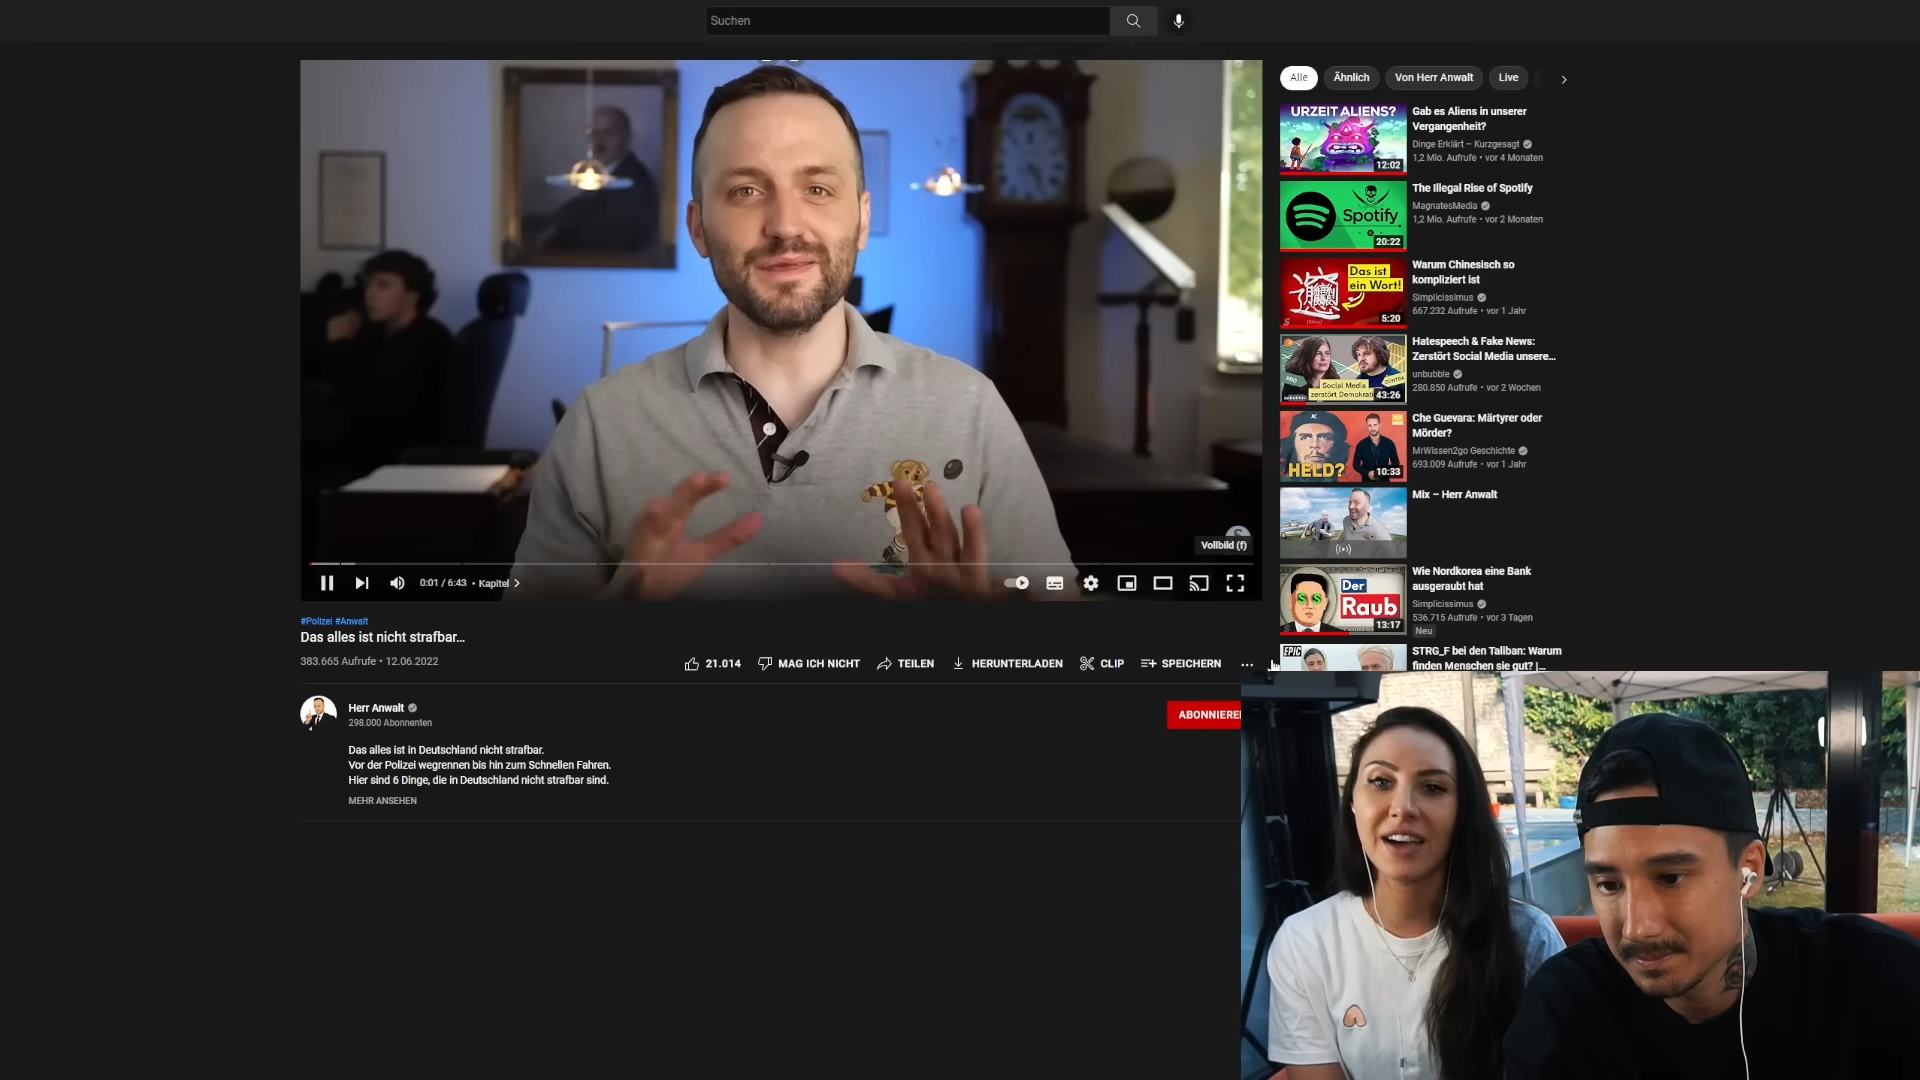 Suchen
Vollbild (f)
0:01 / 6:43 • Kapitel
#Polizei #Anwalt
Das alles ist nicht strafbar...
383.665 Aufrufe • 12.06.2022
21.014
MAG ICH NICHT
TEILEN
HERUNTERLADEN
CLIP
SPEICHERN
Herr Anwalt
298.000 Abonnenten
Das alles ist in Deutschland nicht strafbar.
Vor der Polizei wegrennen bis hin zum Schnellen Fahren.
Hier sind 6 Dinge, die in Deutschland nicht strafbar sind.
MEHR ANSEHEN
Alle
Ähnlich
Von Herr Anwalt
Live
URZEIT ALIENS?
12:02
Gab es Aliens in unserer
Vergangenheit?
Dinge Erklärt – Kurzgesagt
1,2 Mio. Aufrufe • vor 4 Monaten
Spotify
20:22
The Illegal Rise of Spotify
MagnatesMedia
1,2 Mio. Aufrufe • vor 2 Monaten
Das ist
ein Wort!
5:20
Warum Chinesisch so
kompliziert ist
Simplicissimus
667.232 Aufrufe • vor 1 Jahr
Social Media
43:26
Hatespeech & Fake News:
Zerstört Social Media unsere...
unbubble
280.850 Aufrufe • vor 2 Wochen
HELD?
10:33
Che Guevara: Märtyrer oder
Mörder?
MrWissen2go Geschichte
693.009 Aufrufe • vor 1 Jahr
Mix – Herr Anwalt
Der
Raub
13:17
Wie Nordkorea eine Bank
ausgeraubt hat
Simplicissimus
536.715 Aufrufe • vor 3 Tagen
Neu
EPIC
STRG_F bei den Taliban: Warum
finden Menschen sie gut? |...